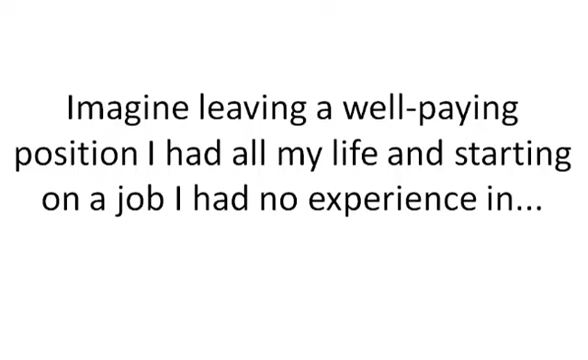 Imagine leaving a well-paying
position I had all my life and starting
on a job I had no experience in...